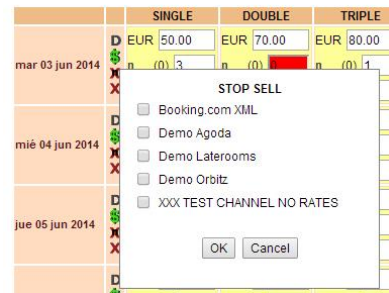 SINGLE DOUBLE TRIPLE
D EUR 50.00 EUR 70.00 EUR 80.00
mar 03 jun 2014 $ n (0) 3 n (0) 0 n (0) 1
X
STOP SELL
Booking.com XML
D
Demo Agoda
mié 04 jun 2014 $
Demo Laterooms
X
Demo Orbitz
XXX TEST CHANNEL NO RATES
D
jue 05 jun 2014 $
X
OK Cancel
D